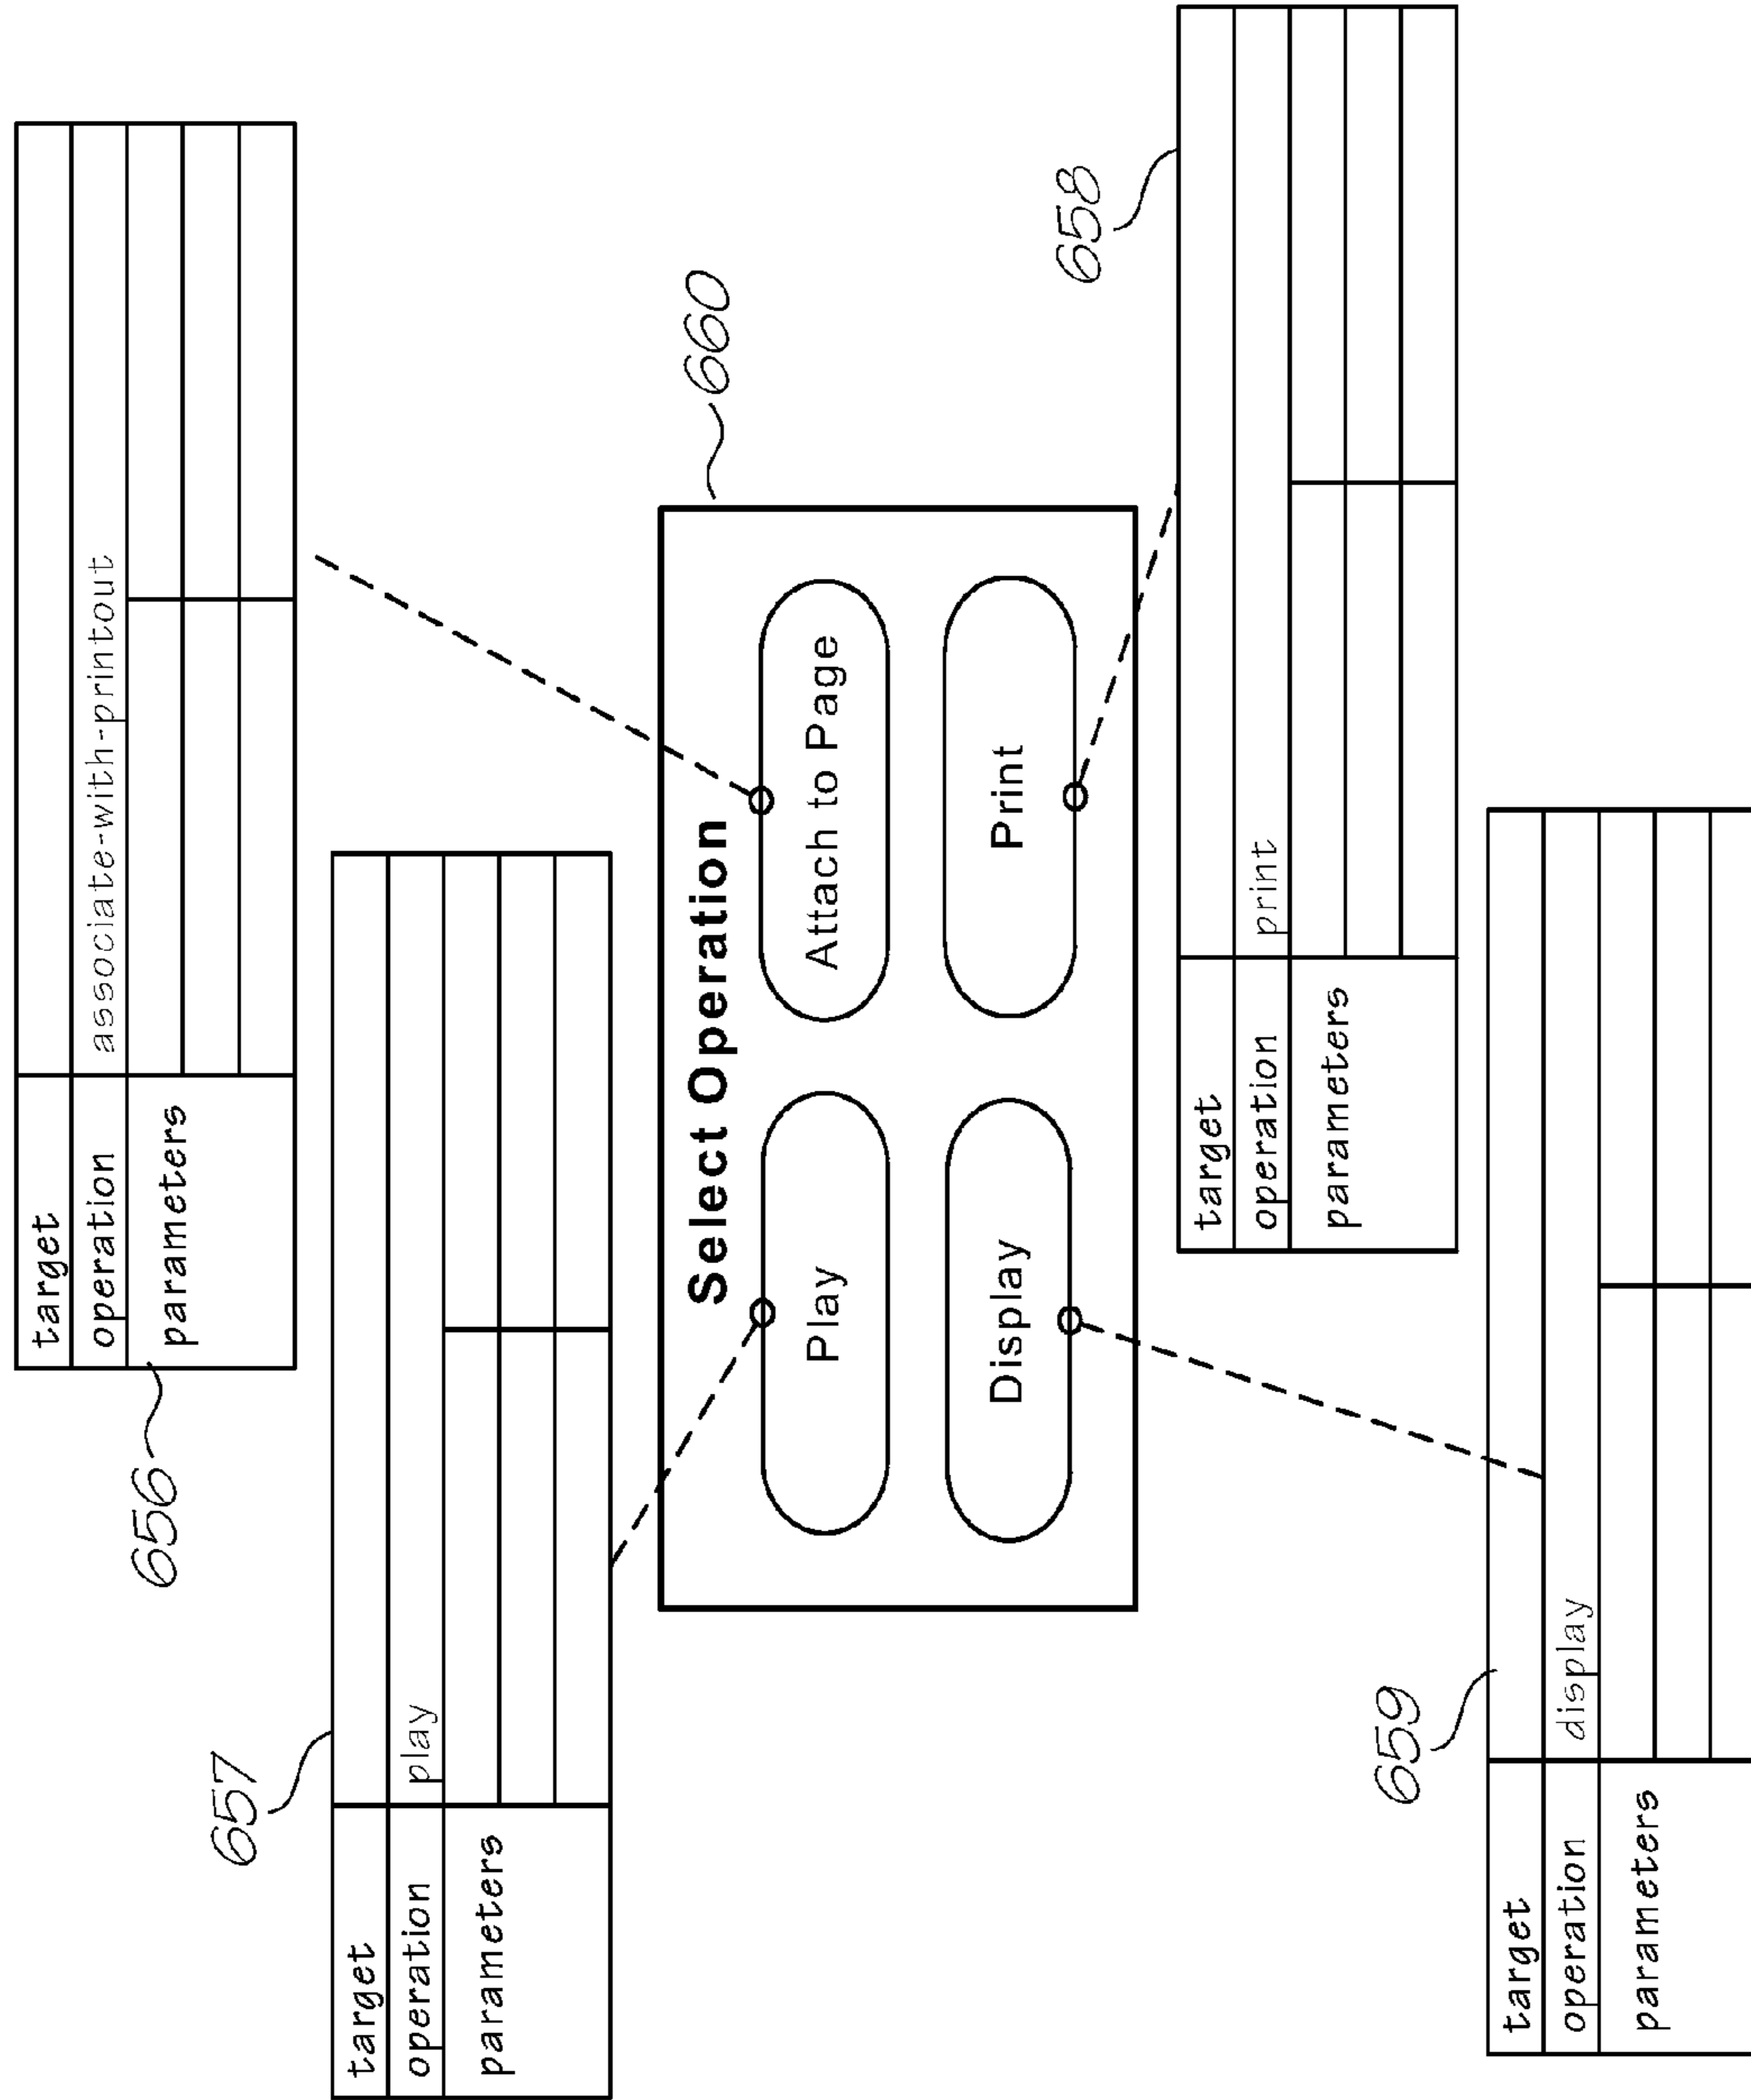 target
operation associate-with-printout
parameters
656
657
target
operation play
parameters
660
Select Operation
Play Attach to Page
Display Print
658
target
operation print
parameters
659
target
operation display
parameters